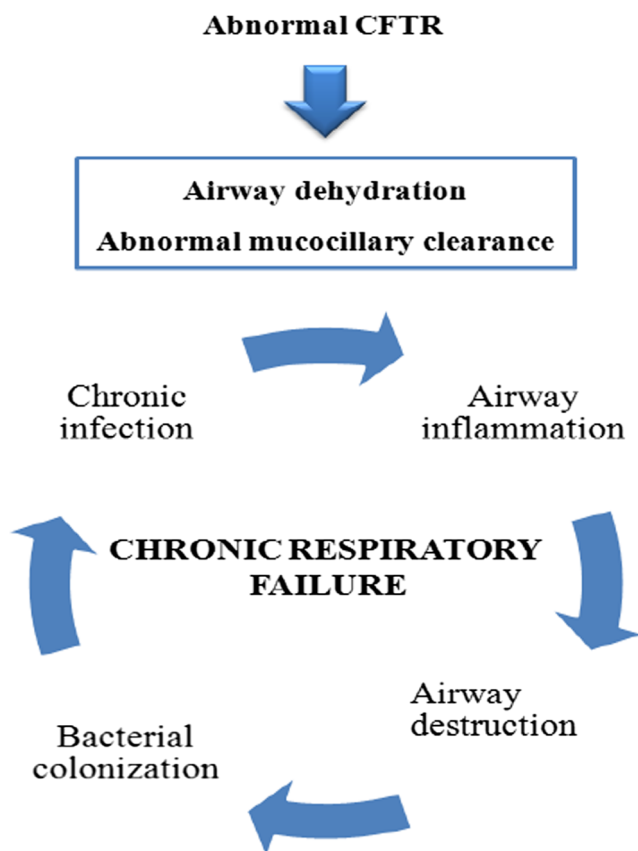 Abnormal CFTR
Airway dehydration
Abnormal mucocillary clearance
Chronic
infection
Airway
inflammation
CHRONIC RESPIRATORY
FAILURE
Airway
destruction
Bacterial
colonization